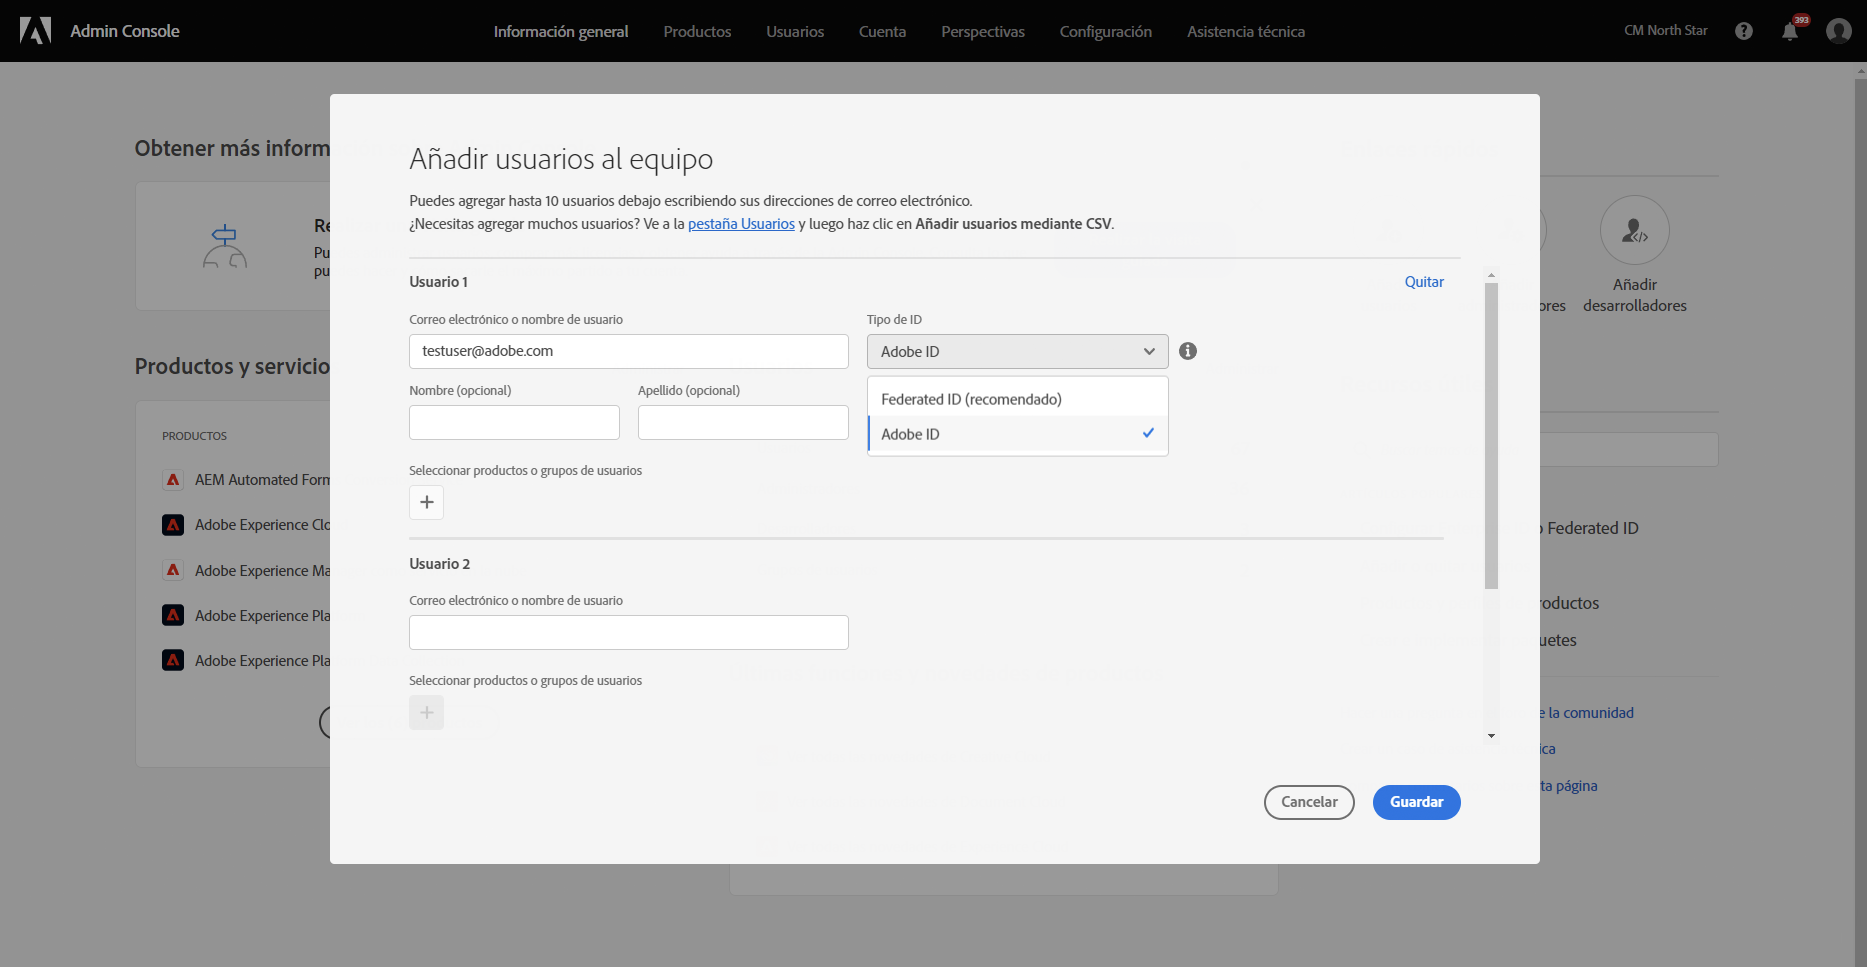 Admin Console
Información general
Productos
Usuarios
Cuenta
Perspectivas
Configuración
Asistencia técnica
CM North Star
393
Obtener más inform
Añadir usuarios al equipo
Puedes agregar hasta 10 usuarios debajo escribiendo sus direcciones de correo electrónico.
¿Necesitas agregar muchos usuarios? Ve a la pestaña Usuarios y luego haz clic en Añadir usuarios mediante CSV.
Re
Pu
pu
Usuario 1
Quitar
Correo electrónico o nombre de usuario
Tipo de ID
testuser@adobe.com
Adobe ID
Nombre (opcional)
Apellido (opcional)
Federated ID (recomendado)
Adobe ID
Seleccionar productos o grupos de usuarios
Usuario 2
Correo electrónico o nombre de usuario
Seleccionar productos o grupos de usuarios
Cancelar
Guardar
Productos y servicio
PRODUCTOS
AEM Automated Form
Adobe Experience Clo
Adobe Experience Ma
Adobe Experience Pla
Adobe Experience Pla
ores
Añadir
desarrolladores
o Federated ID
roductos
uetes
e la comunidad
ica
ta página